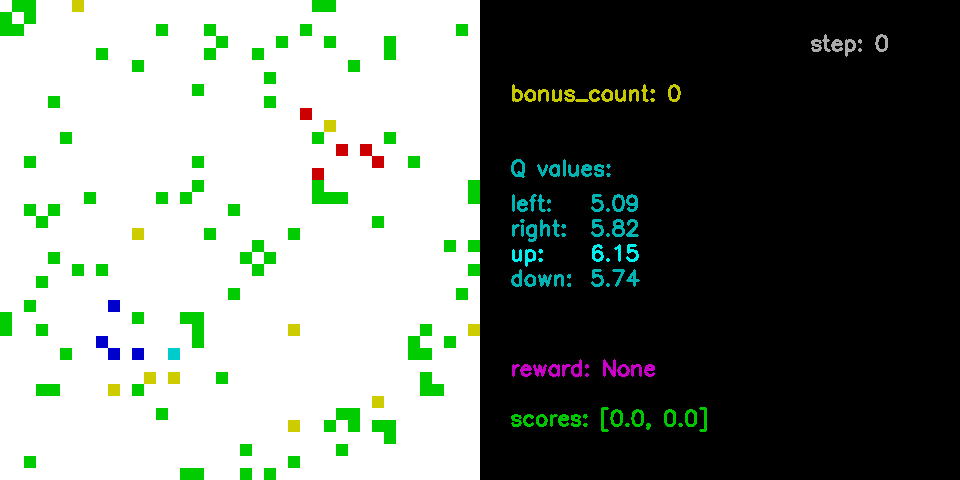 step: 0
bonus_count: 0
Q values:
left: 5.09
right: 5.82
up: 6.15
down: 5.74
reward: None
scores: [0.0, 0.0]